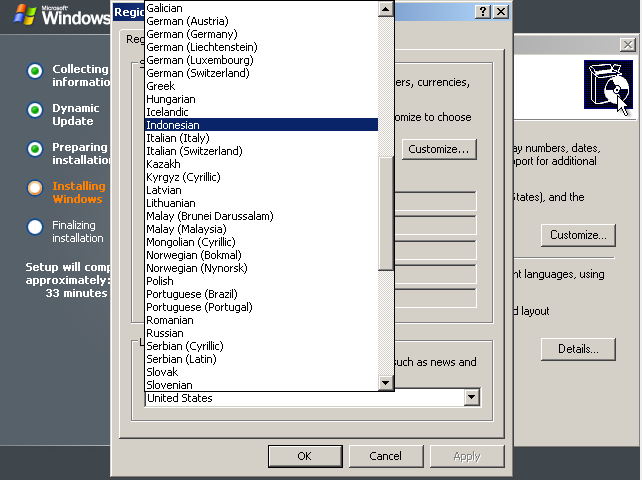 Microsoft
Windows
Collecting
informatio
Dynamic
Update
Preparing
installatio
Installing
Windows
Finalizing
installation
Setup will comp
approximately:
33 minutes
Regio
Reg
Galician
German (Austria)
German (Germany)
German (Liechtenstein)
German (Luxembourg)
German (Switzerland)
Greek
Hungarian
Icelandic
Indonesian
Italian (Italy)
Italian (Switzerland)
Kazakh
Kyrgyz (Cyrillic)
Latvian
Lithuanian
Malay (Brunei Darussalam)
Malay (Malaysia)
Mongolian (Cyrillic)
Norwegian (Bokmal)
Norwegian (Nynorsk)
Polish
Portuguese (Brazil)
Portuguese (Portugal)
Romanian
Russian
Serbian (Cyrillic)
Serbian (Latin)
Slovak
Slovenian
United States
ers, currencies,
omize to choose
Customize...
such as news and
OK
Cancel
Apply
ay numbers, dates,
pport for additional
States), and the
Customize...
nt languages, using
d layout
Details...